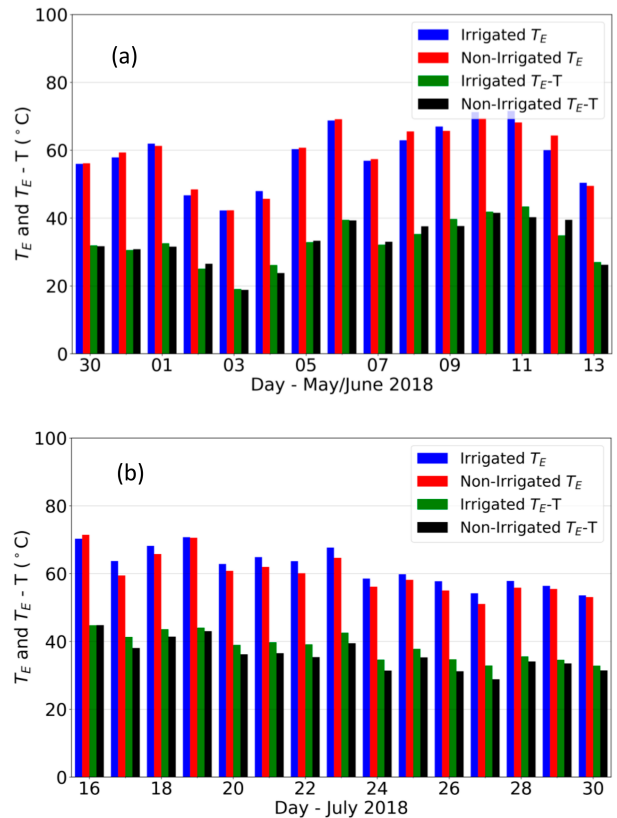 100
(a)
Irrigated T_E
Non-Irrigated T_E
Irrigated T_E-T
Non-Irrigated T_E-T
80
60
40
20
0
T_E and T_E - T (°C)
30 01 03 05 07 09 11 13
Day - May/June 2018
100
(b)
Irrigated T_E
Non-Irrigated T_E
Irrigated T_E-T
Non-Irrigated T_E-T
80
60
40
20
0
T_E and T_E - T (°C)
16 18 20 22 24 26 28 30
Day - July 2018